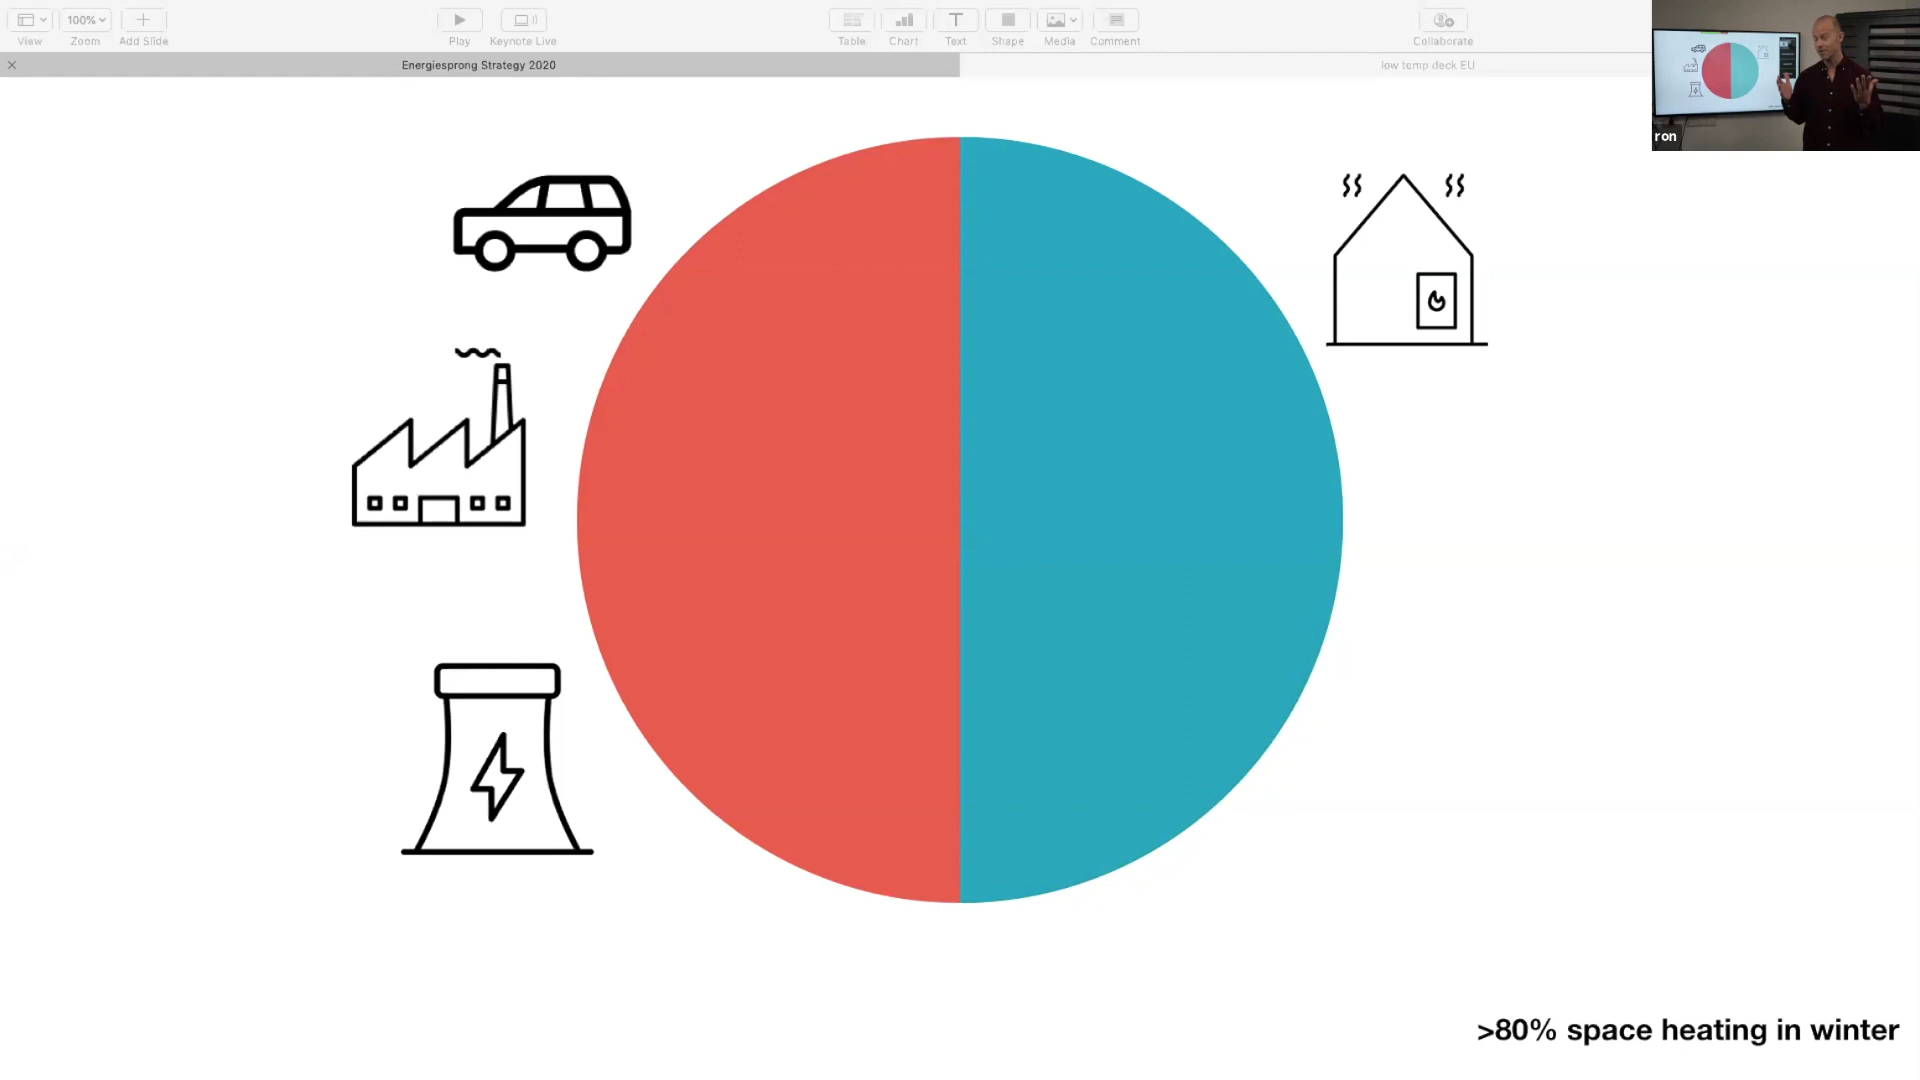 100%
View
Zoom
Add Slide
Play
Keynote Live
Table
Chart
Text
Shape
Media
Comment
Collaborate
Energiesprong Strategy 2020
low temp deck EU
ron
>80% space heating in winter